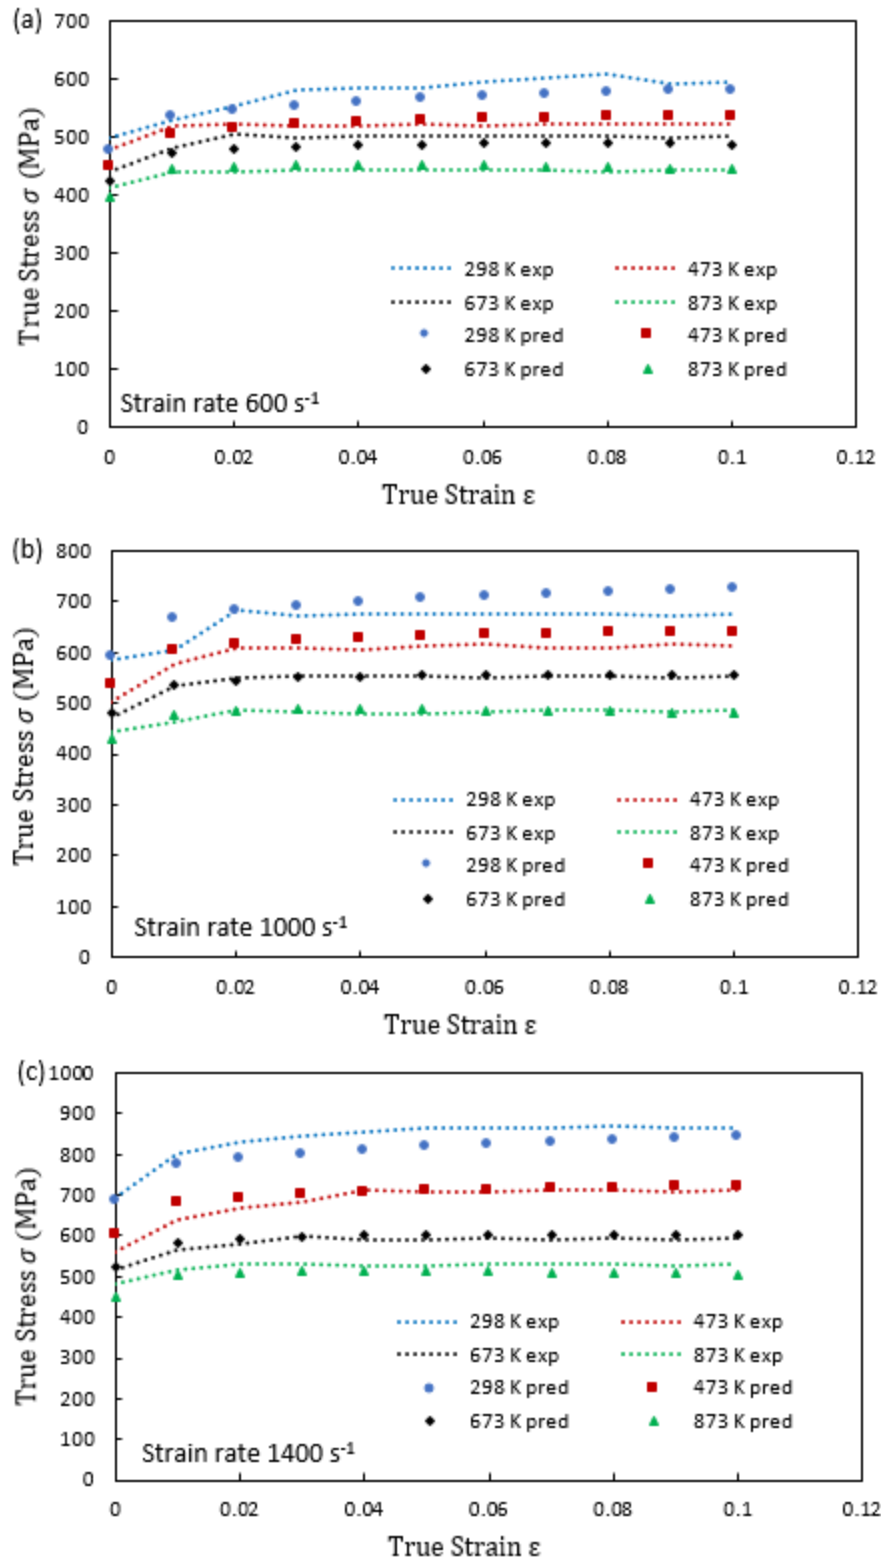 (a)
700
600
500
400
300
200
100
0
True Stress σ (MPa)
298 K exp
473 K exp
673 K exp
873 K exp
298 K pred
473 K pred
673 K pred
873 K pred
Strain rate 600 s⁻¹
0 0.02 0.04 0.06 0.08 0.1 0.12
True Strain ε
(b)
800
700
600
500
400
300
200
100
0
True Stress σ (MPa)
298 K exp
473 K exp
673 K exp
873 K exp
298 K pred
473 K pred
673 K pred
873 K pred
Strain rate 1000 s⁻¹
0 0.02 0.04 0.06 0.08 0.1 0.12
True Strain ε
(c)
1000
900
800
700
600
500
400
300
200
100
0
True Stress σ (MPa)
298 K exp
473 K exp
673 K exp
873 K exp
298 K pred
473 K pred
673 K pred
873 K pred
Strain rate 1400 s⁻¹
0 0.02 0.04 0.06 0.08 0.1 0.12
True Strain ε